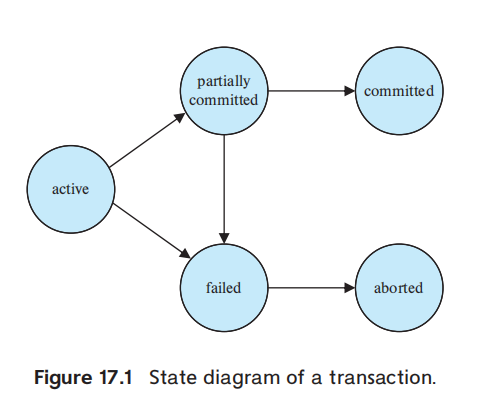 partially
committed
committed
active
failed
aborted
Figure 17.1 State diagram of a transaction.